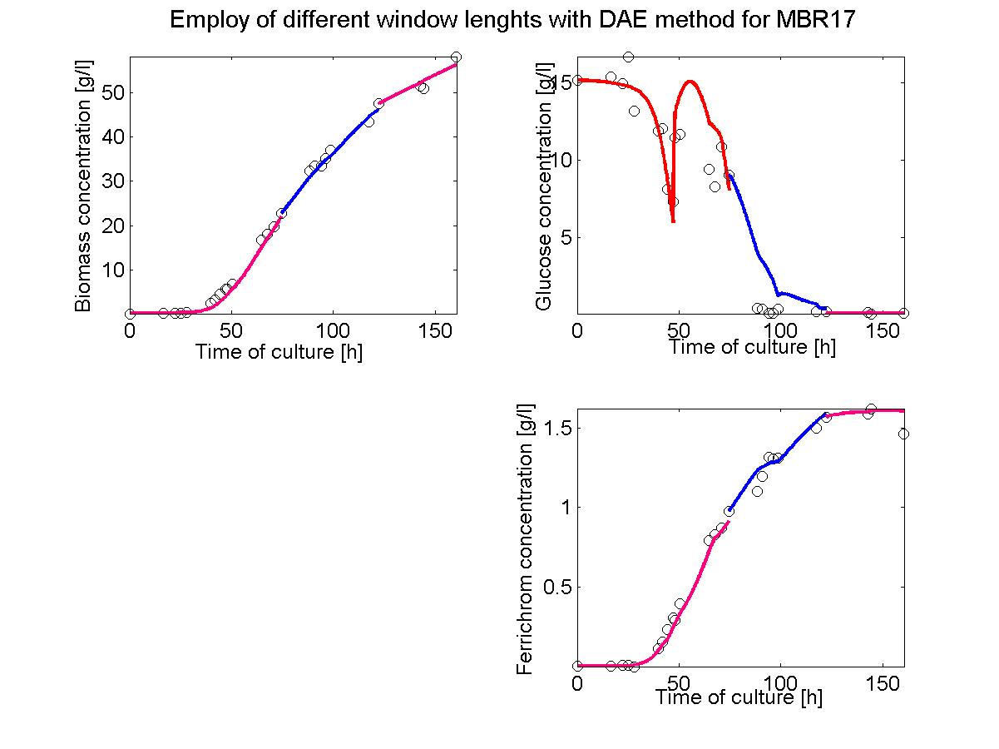 Employ of different window lenghts with DAE method for MBR17
Biomass concentration [g/l]
50
40
30
20
10
0 50 100 150
Time of culture [h]
Glucose concentration [g/l]
15
10
5
0 50 100 150
Time of culture [h]
Ferrichrom concentration [g/l]
1.5
1
0.5
0 50 100 150
Time of culture [h]